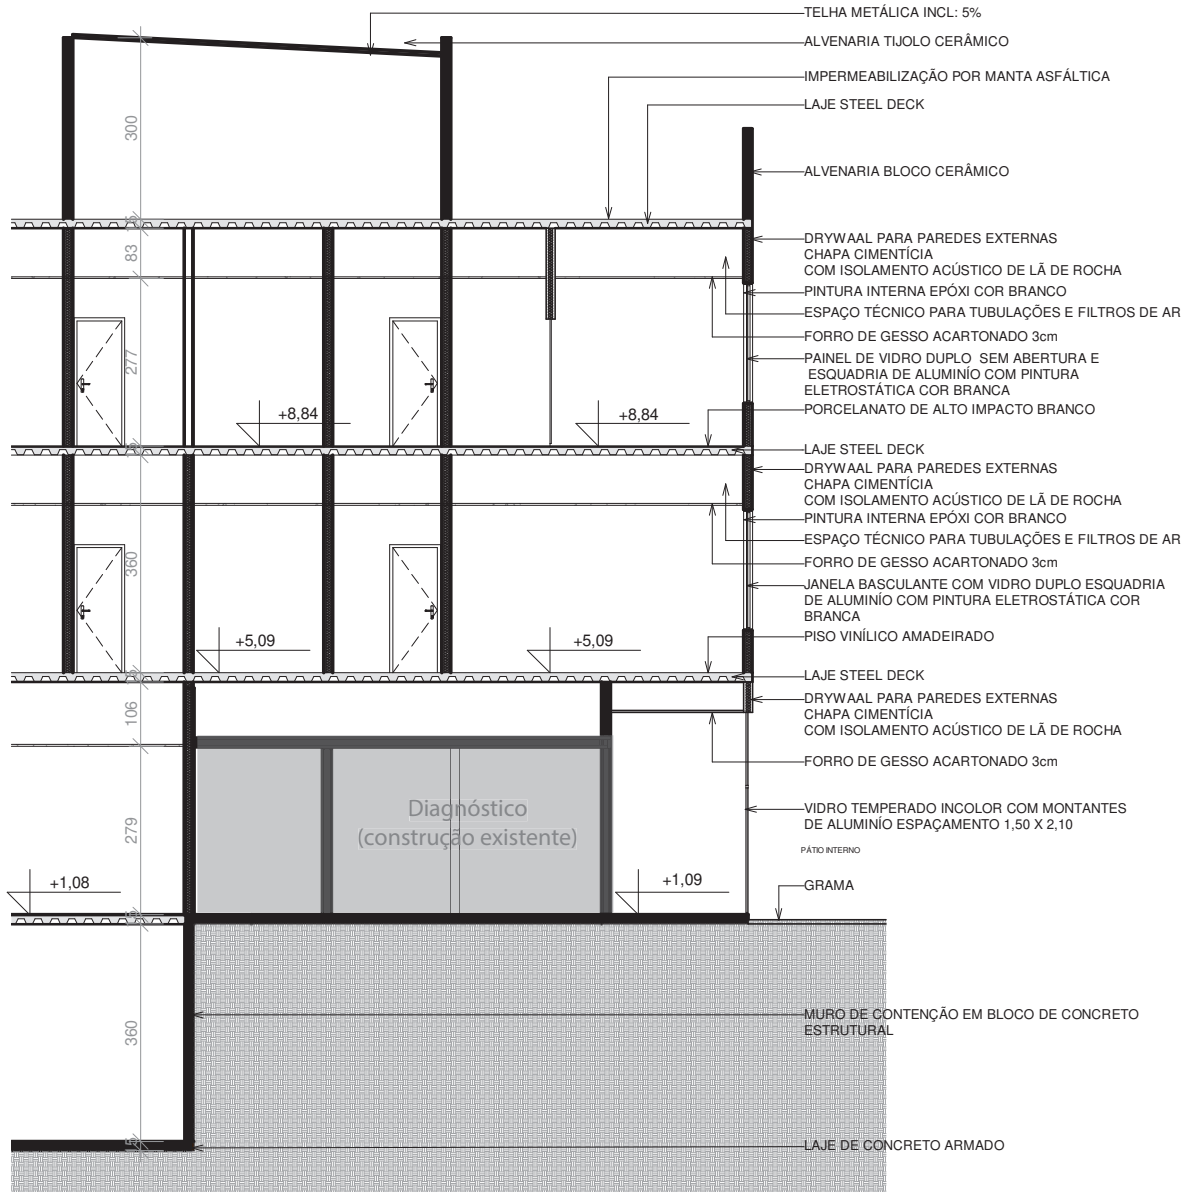 TELHA METÁLICA INCL: 5%
ALVENARIA TIJOLO CERÂMICO
IMPERMEABILIZAÇÃO POR MANTA ASFÁLTICA
LAJE STEEL DECK
ALVENARIA BLOCO CERÂMICO
DRYWAAL PARA PAREDES EXTERNAS
CHAPA CIMENTÍCIA
COM ISOLAMENTO ACÚSTICO DE LÃ DE ROCHA
PINTURA INTERNA EPÓXI COR BRANCO
ESPAÇO TÉCNICO PARA TUBULAÇÕES E FILTROS DE AR
FORRO DE GESSO ACARTONADO 3cm
PAINEL DE VIDRO DUPLO SEM ABERTURA E
ESQUADRIA DE ALUMINÍO COM PINTURA
ELETROSTÁTICA COR BRANCA
PORCELANATO DE ALTO IMPACTO BRANCO
LAJE STEEL DECK
DRYWAAL PARA PAREDES EXTERNAS
CHAPA CIMENTÍCIA
COM ISOLAMENTO ACÚSTICO DE LÃ DE ROCHA
PINTURA INTERNA EPÓXI COR BRANCO
ESPAÇO TÉCNICO PARA TUBULAÇÕES E FILTROS DE AR
FORRO DE GESSO ACARTONADO 3cm
JANELA BASCULANTE COM VIDRO DUPLO ESQUADRIA
DE ALUMINÍO COM PINTURA ELETROSTÁTICA COR
BRANCA
PISO VINÍLICO AMADEIRADO
LAJE STEEL DECK
DRYWAAL PARA PAREDES EXTERNAS
CHAPA CIMENTÍCIA
COM ISOLAMENTO ACÚSTICO DE LÃ DE ROCHA
FORRO DE GESSO ACARTONADO 3cm
VIDRO TEMPERADO INCOLOR COM MONTANTES
DE ALUMINÍO ESPAÇAMENTO 1,50 X 2,10
PÁTIO INTERNO
GRAMA
MURO DE CONTENÇÃO EM BLOCO DE CONCRETO
ESTRUTURAL
LAJE DE CONCRETO ARMADO
300
83
277
+8,84
+8,84
360
+5,09
+5,09
106
279
Diagnóstico
(construção existente)
+1,08
+1,09
360